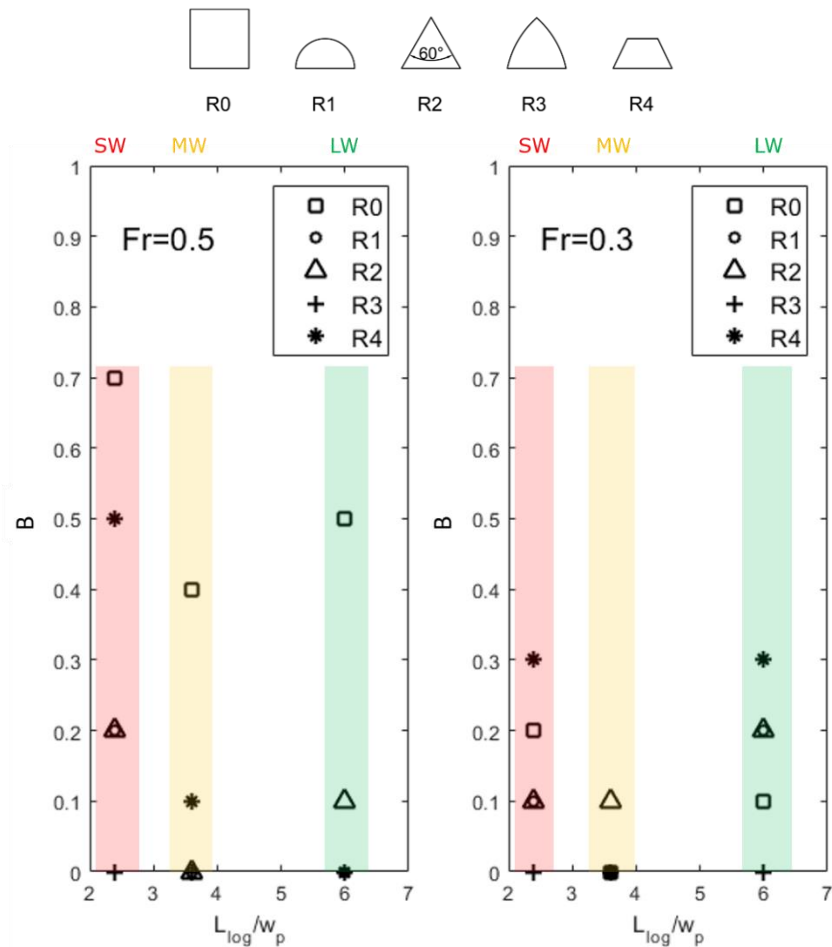 60°
R0 R1 R2 R3 R4
SW MW LW
1
0.9
0.8
0.7
0.6
0.5
0.4
0.3
0.2
0.1
0
B
Fr=0.5
R0
R1
R2
R3
R4
2 3 4 5 6 7
L_log/w_p
SW MW LW
1
0.9
0.8
0.7
0.6
0.5
0.4
0.3
0.2
0.1
0
B
Fr=0.3
R0
R1
R2
R3
R4
2 3 4 5 6 7
L_log/w_p